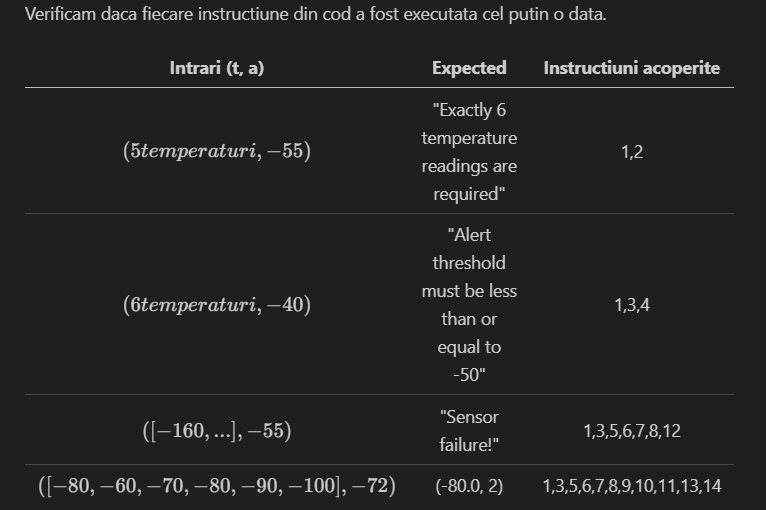 Verificam daca fiecare instructiune din cod a fost executata cel putin o data.
Intrari (t, a) Expected Instructiuni acoperite
(5temperaturi, −55) "Exactly 6 temperature readings are required" 1,2
(6temperaturi, −40) "Alert threshold must be less than or equal to -50" 1,3,4
([−160, ...], −55) "Sensor failure!" 1,3,5,6,7,8,12
([−80, −60, −70, −80, −90, −100], −72) (-80.0, 2) 1,3,5,6,7,8,9,10,11,13,14